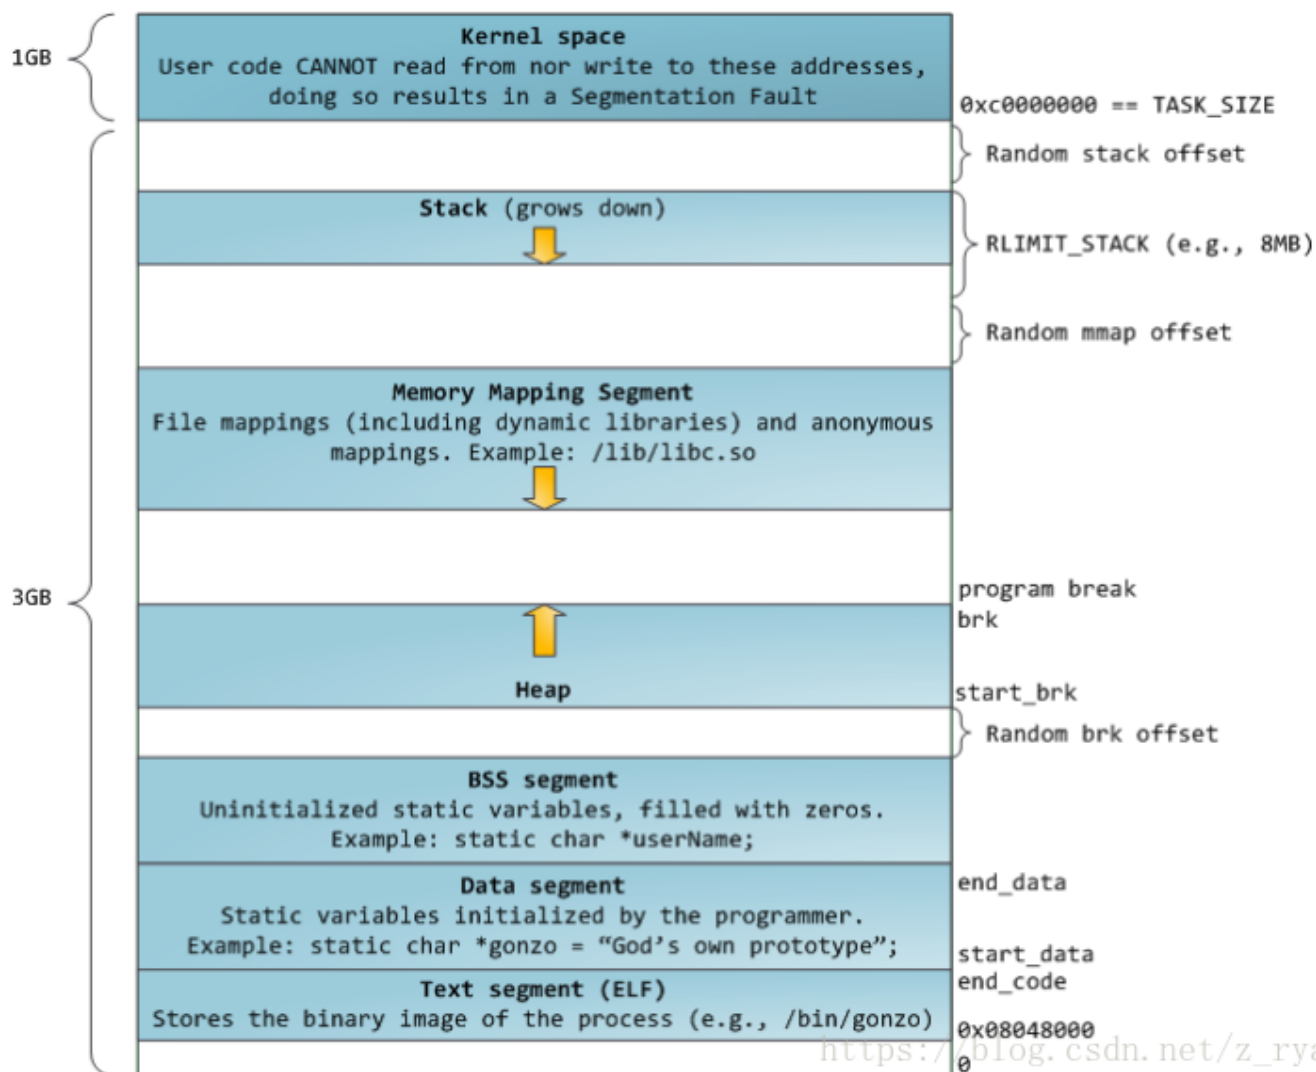 1GB
Kernel space
User code CANNOT read from nor write to these addresses,
doing so results in a Segmentation Fault
0xc0000000 == TASK_SIZE
Random stack offset
Stack (grows down)
RLIMIT_STACK (e.g., 8MB)
Random mmap offset
Memory Mapping Segment
File mappings (including dynamic libraries) and anonymous
mappings. Example: /lib/libc.so
3GB
program break
brk
Heap
start_brk
Random brk offset
BSS segment
Uninitialized static variables, filled with zeros.
Example: static char *userName;
Data segment
Static variables initialized by the programmer.
Example: static char *gonzo = “God’s own prototype”;
end_data
start_data
end_code
Text segment (ELF)
Stores the binary image of the process (e.g., /bin/gonzo)
0x08048000
https://blog.csdn.net/z_rya
0